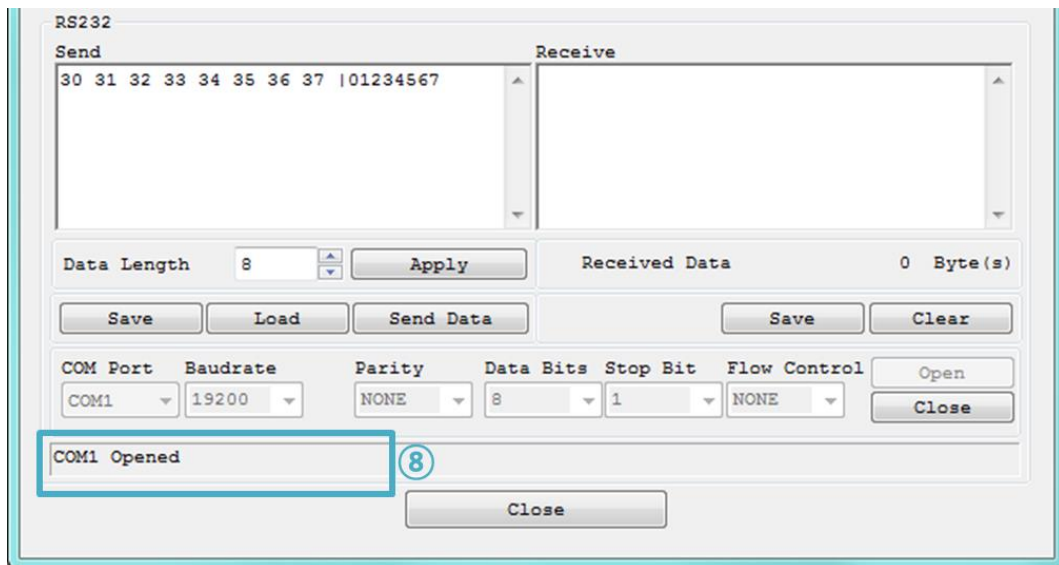 RS232
Send Receive
30 31 32 33 34 35 36 37 |01234567
Data Length 8 Apply Received Data 0 Byte(s)
Save Load Send Data Save Clear
COM Port Baudrate Parity Data Bits Stop Bit Flow Control Open
COM1 19200 NONE 8 1 NONE Close
COM1 Opened ⑧
Close